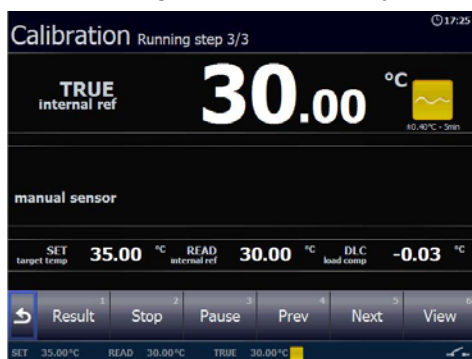 17:25
Calibration Running step 3/3
TRUE
internal ref
30.00 °C
±0.40°C - 5min
manual sensor
SET
target temp
35.00 °C
READ
internal ref
30.00 °C
DLC
load comp
-0.03 °C
1 Result
2 Stop
3 Pause
4 Prev
5 Next
6 View
SET 35.00°C READ 30.00°C TRUE 30.00°C